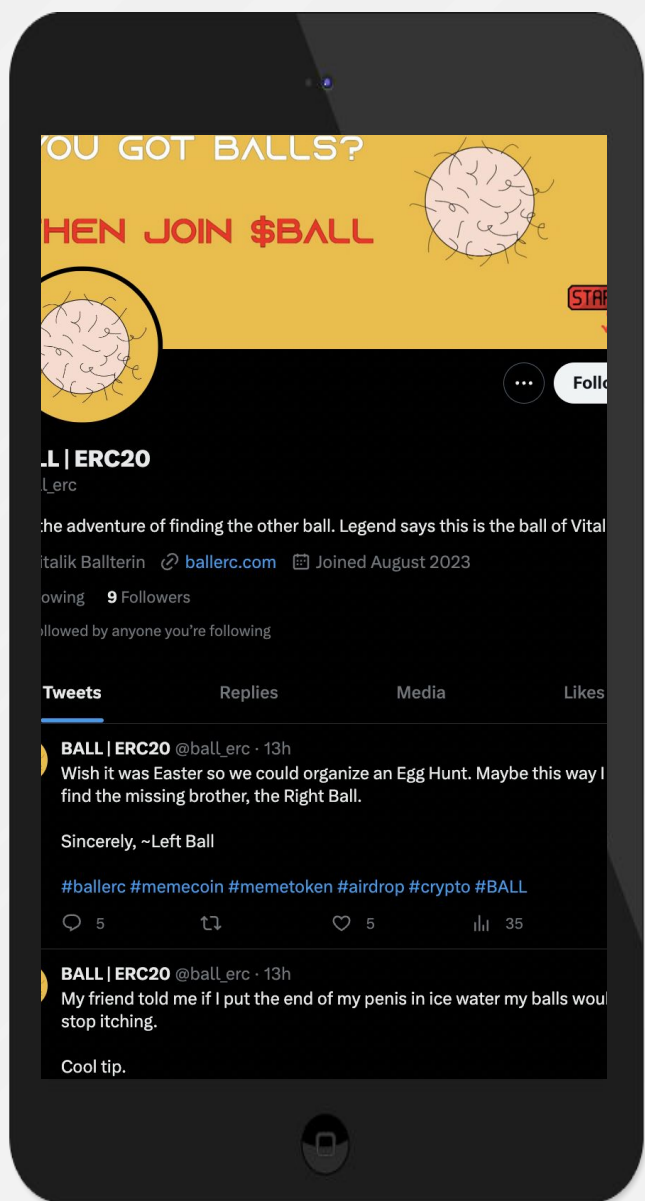 YOU GOT BALLS?
HEN JOIN $BALL
STAR
... Follo
LL | ERC20
l_erc
the adventure of finding the other ball. Legend says this is the ball of Vital
italik Ballterin ballerc.com Joined August 2023
owing 9 Followers
ollowed by anyone you’re following
Tweets Replies Media Likes
BALL | ERC20 @ball_erc · 13h
Wish it was Easter so we could organize an Egg Hunt. Maybe this way I
find the missing brother, the Right Ball.
Sincerely, ~Left Ball
#ballerc #memecoin #memetoken #airdrop #crypto #BALL
5 5 35
BALL | ERC20 @ball_erc · 13h
My friend told me if I put the end of my penis in ice water my balls woul
stop itching.
Cool tip.